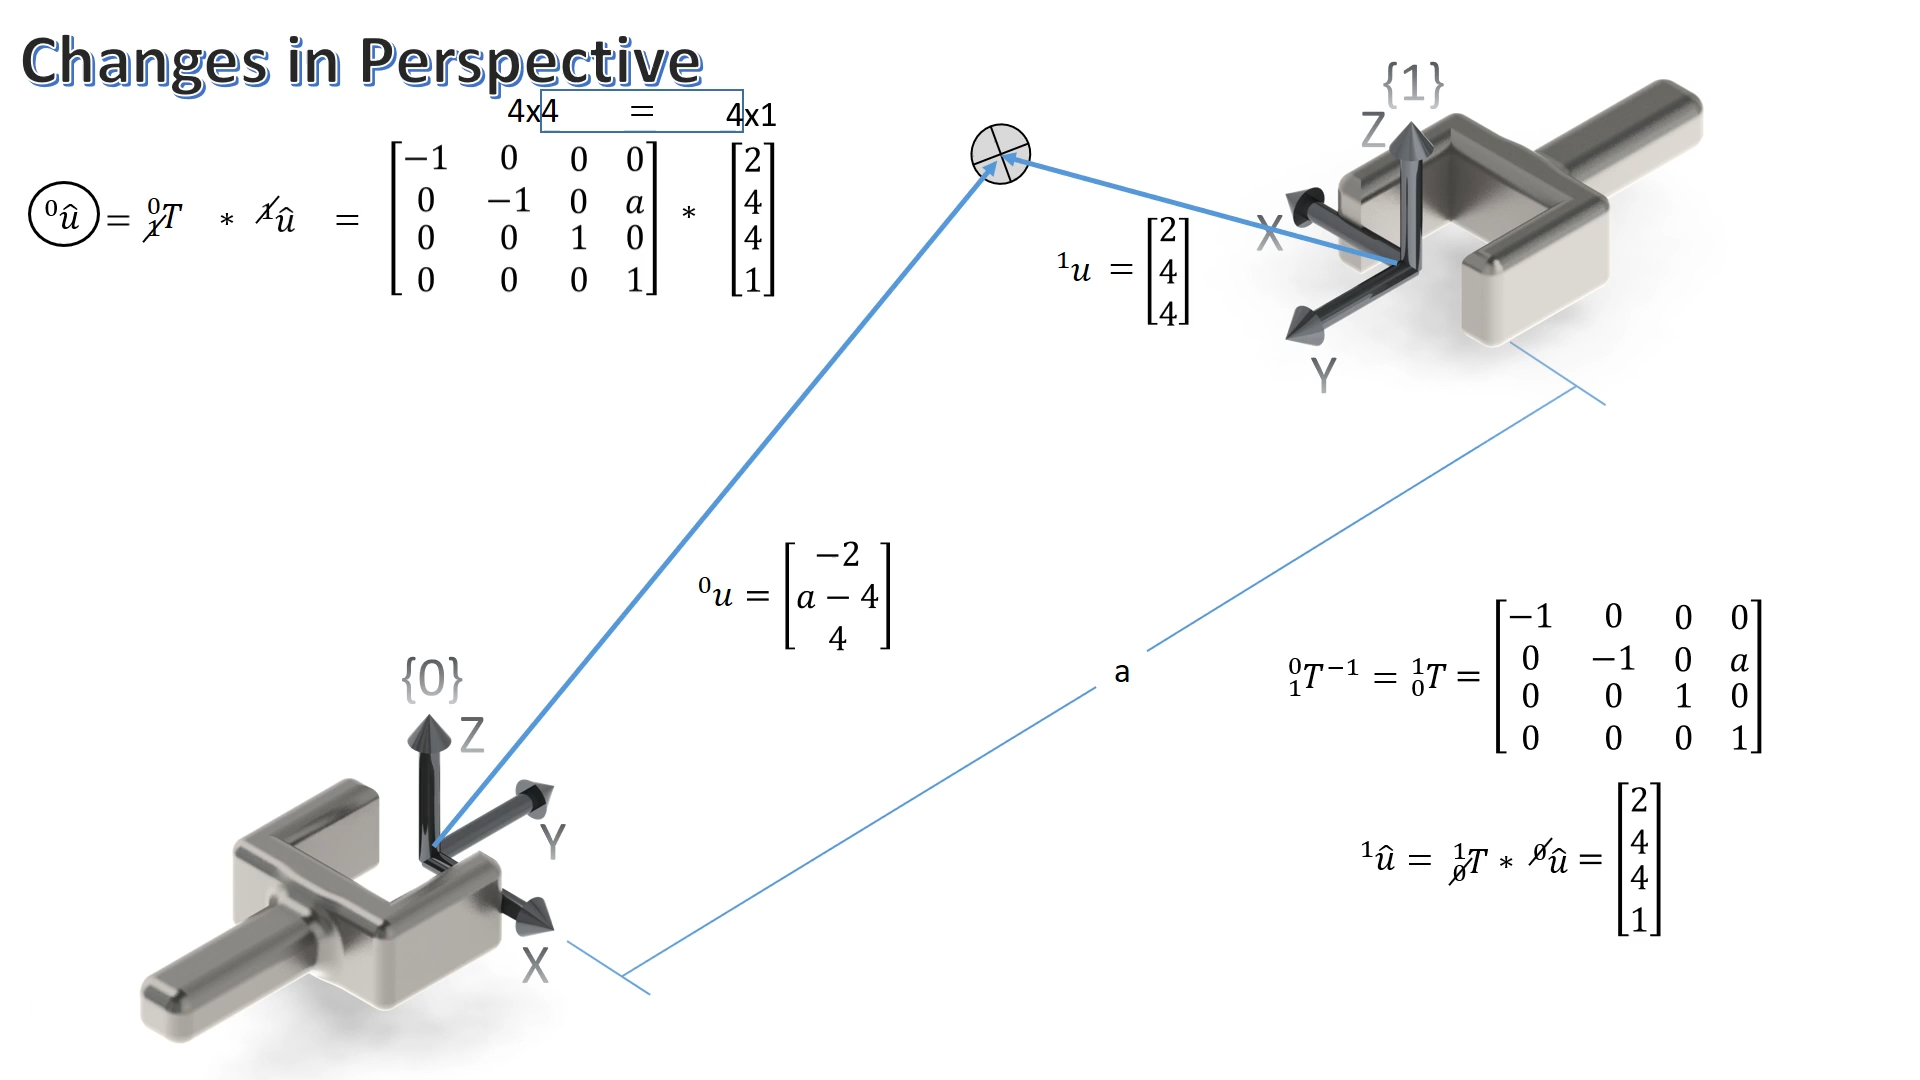 Changes in Perspective
4x4 = 4x1
⁰û = ⁰₁T * ¹û = [−1 0 0 0; 0 −1 0 a; 0 0 1 0; 0 0 0 1] * [2; 4; 4; 1]
{1}
Z
X
Y
¹u = [2; 4; 4]
⁰u = [−2; a − 4; 4]
a
{0}
Z
Y
X
⁰₁T⁻¹ = ¹₀T = [−1 0 0 0; 0 −1 0 a; 0 0 1 0; 0 0 0 1]
¹û = ¹₀T * ⁰û = [2; 4; 4; 1]